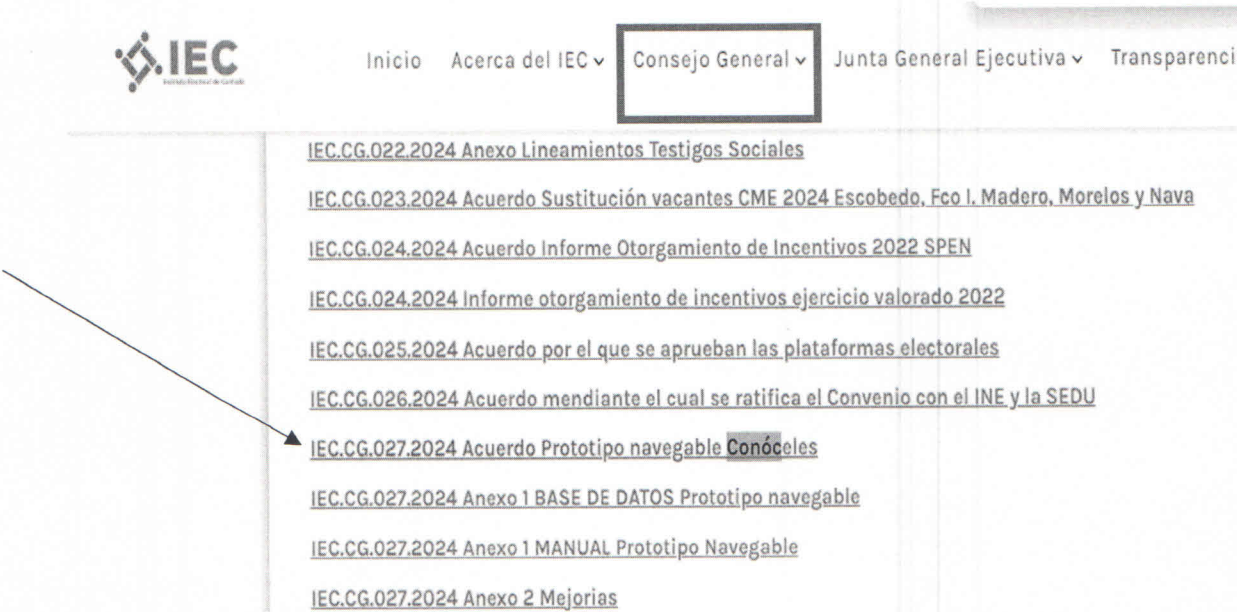 IEC
Instituto Electoral de Coahuila
Inicio Acerca del IEC Consejo General Junta General Ejecutiva Transparenci
IEC.CG.022.2024 Anexo Lineamientos Testigos Sociales
IEC.CG.023.2024 Acuerdo Sustitución vacantes CME 2024 Escobedo, Fco I. Madero, Morelos y Nava
IEC.CG.024.2024 Acuerdo Informe Otorgamiento de Incentivos 2022 SPEN
IEC.CG.024.2024 Informe otorgamiento de incentivos ejercicio valorado 2022
IEC.CG.025.2024 Acuerdo por el que se aprueban las plataformas electorales
IEC.CG.026.2024 Acuerdo mendiante el cual se ratifica el Convenio con el INE y la SEDU
IEC.CG.027.2024 Acuerdo Prototipo navegable Conóceles
IEC.CG.027.2024 Anexo 1 BASE DE DATOS Prototipo navegable
IEC.CG.027.2024 Anexo 1 MANUAL Prototipo Navegable
IEC.CG.027.2024 Anexo 2 Mejorias